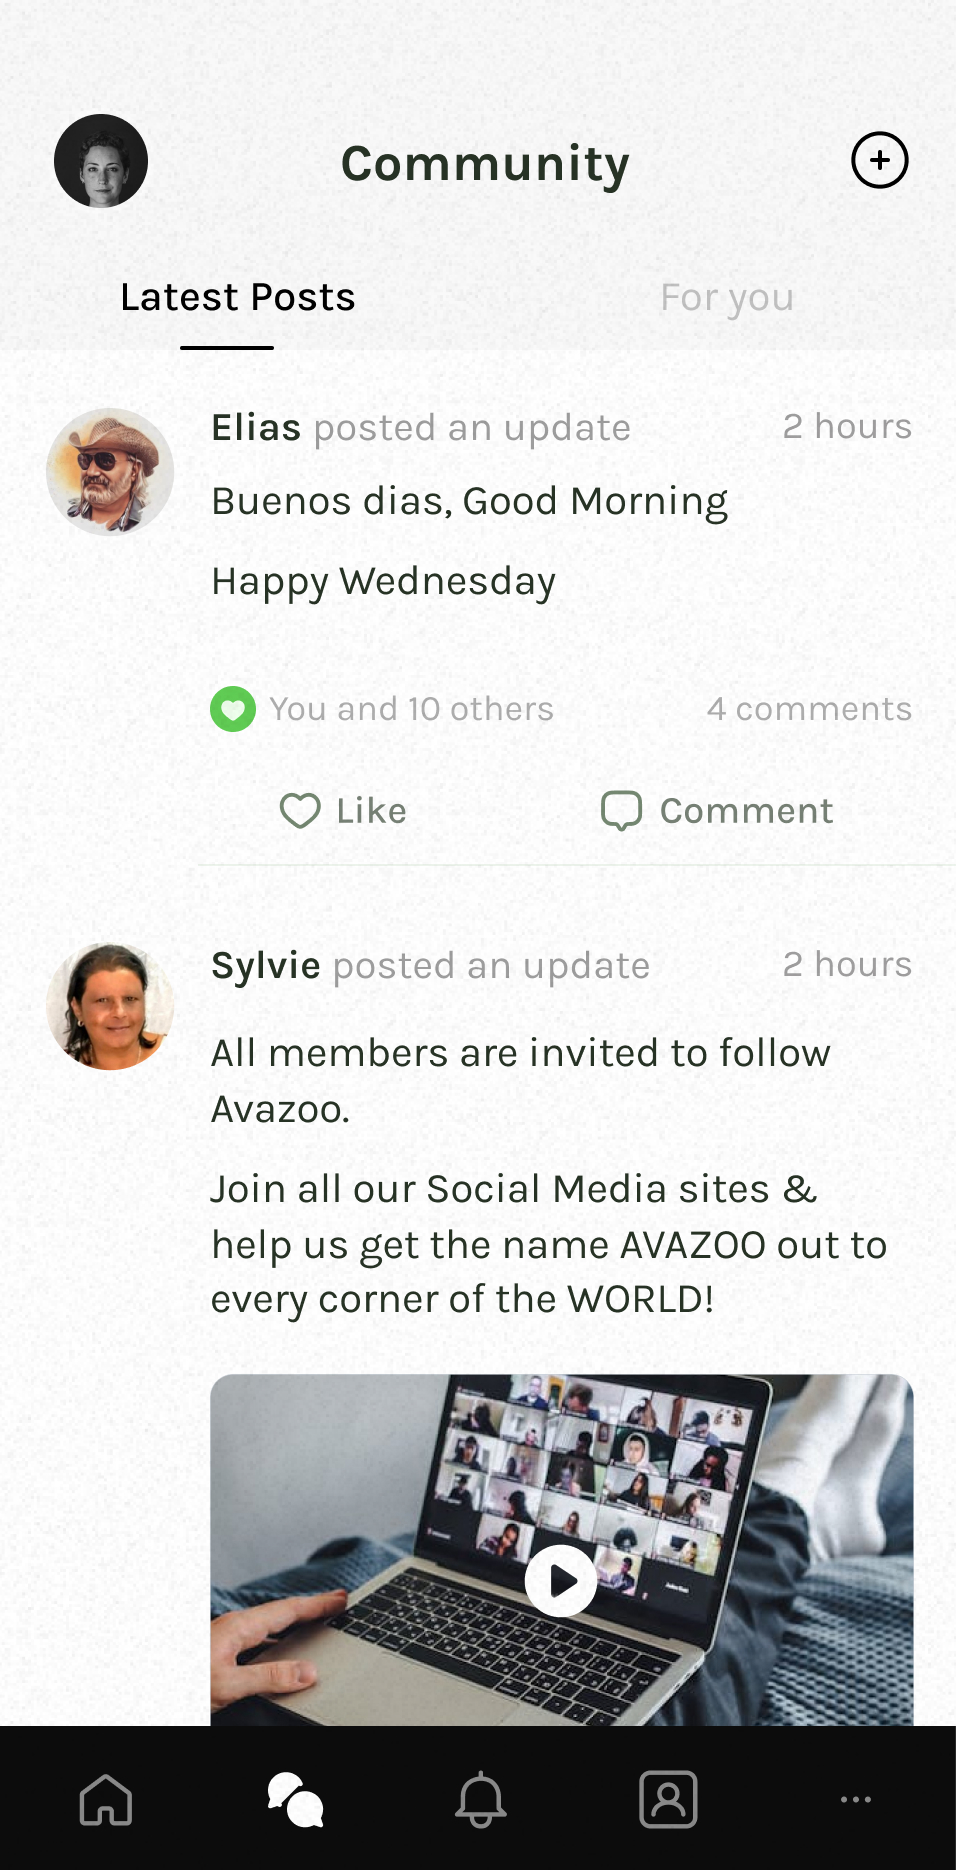 Community
Latest Posts
For you
Elias posted an update
2 hours
Buenos dias, Good Morning
Happy Wednesday
You and 10 others
4 comments
Like
Comment
Sylvie posted an update
2 hours
All members are invited to follow
Avazoo.
Join all our Social Media sites &
help us get the name AVAZOO out to
every corner of the WORLD!